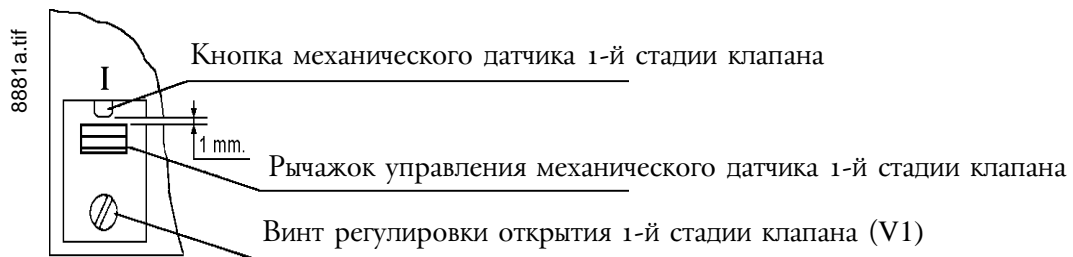 8881a.tif
Кнопка механического датчика 1-й стадии клапана
I
1 mm.
Рычажок управления механического датчика 1-й стадии клапана
Винт регулировки открытия 1-й стадии клапана (V1)